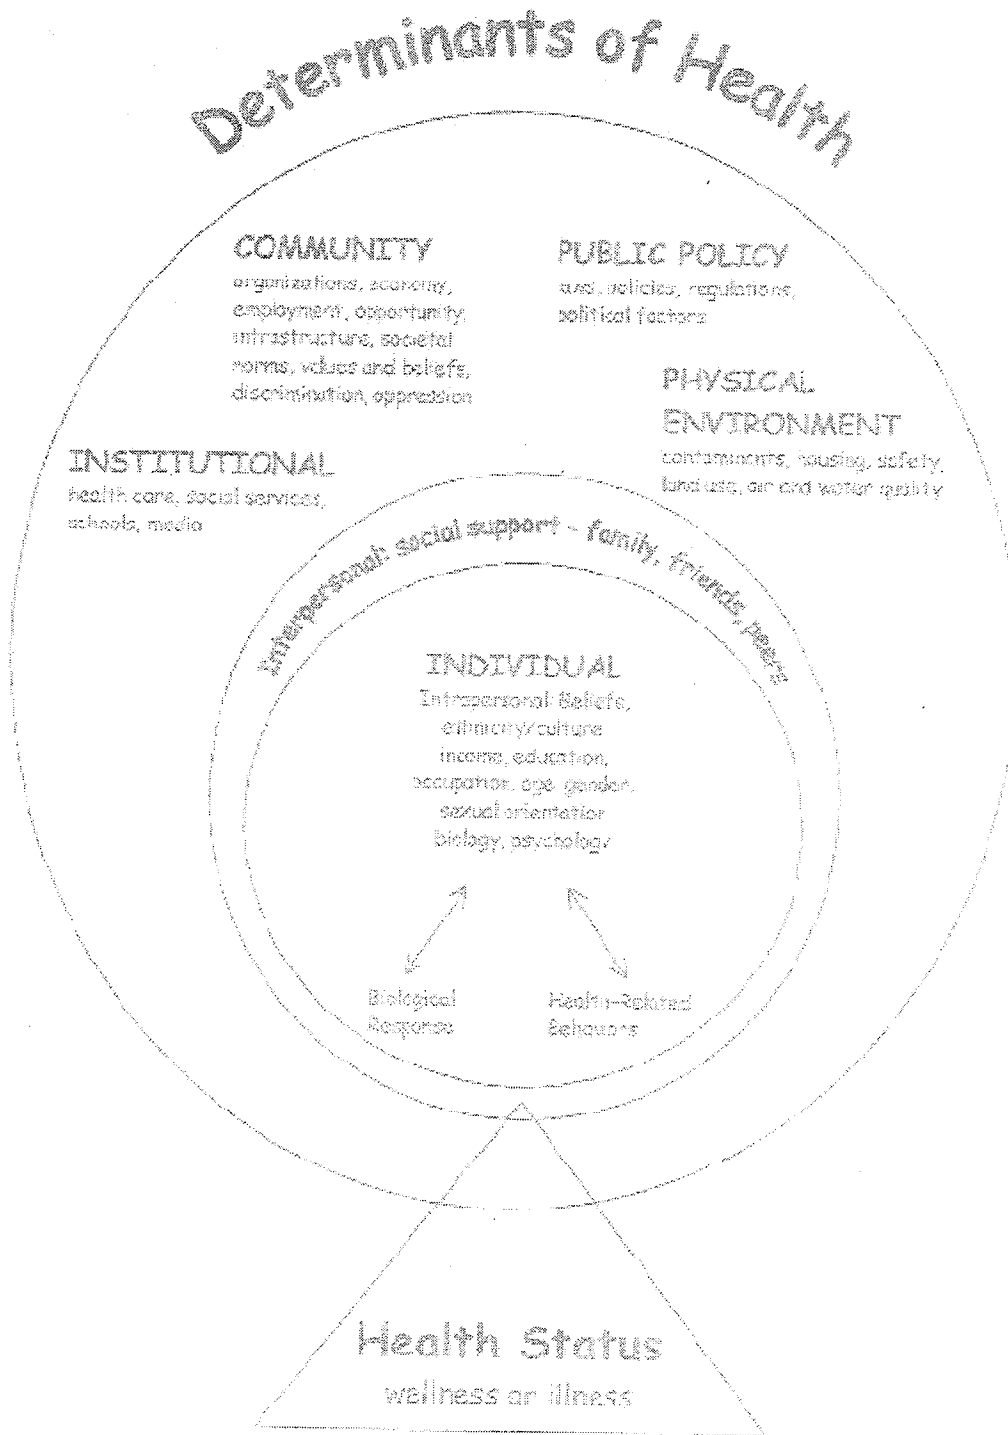 Determinants of Health
COMMUNITY
organizations, economy,
employment, opportunity,
infrastructure, societal
norms, values and beliefs,
discrimination, oppression
PUBLIC POLICY
laws, policies, regulations,
political factors
PHYSICAL
ENVIRONMENT
contaminants, housing, safety,
land use, air and water quality
INSTITUTIONAL
health care, social services,
schools, media
Interpersonal: social support - family, friends, peers
INDIVIDUAL
Intrapersonal: Beliefs,
ethnicity/culture
income, education,
occupation, age, gender,
sexual orientation
biology, psychology
Biological
Response
Health-Related
Behaviors
Health Status
wellness or illness